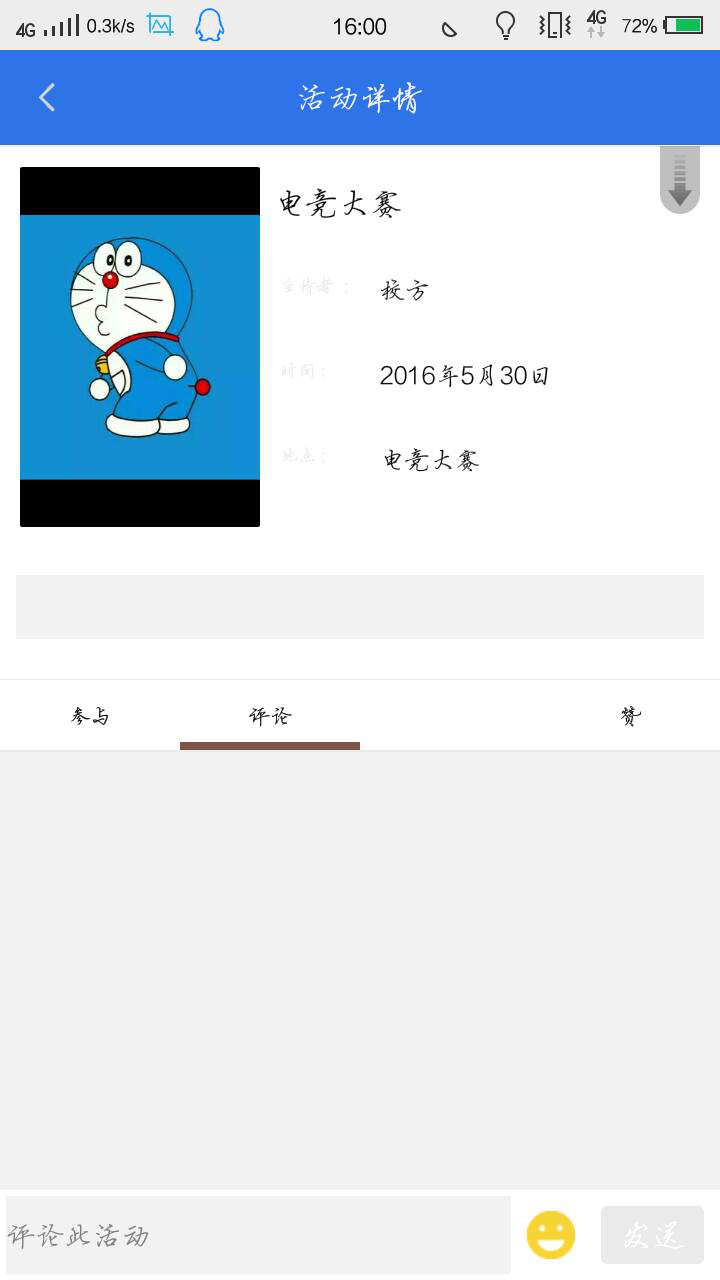 4G 0.3k/s 16:00 4G 72%
活动详情
电竞大赛
主持者： 校方
时间： 2016年5月30日
地点： 电竞大赛
参与 评论 赞
评论此活动 发送